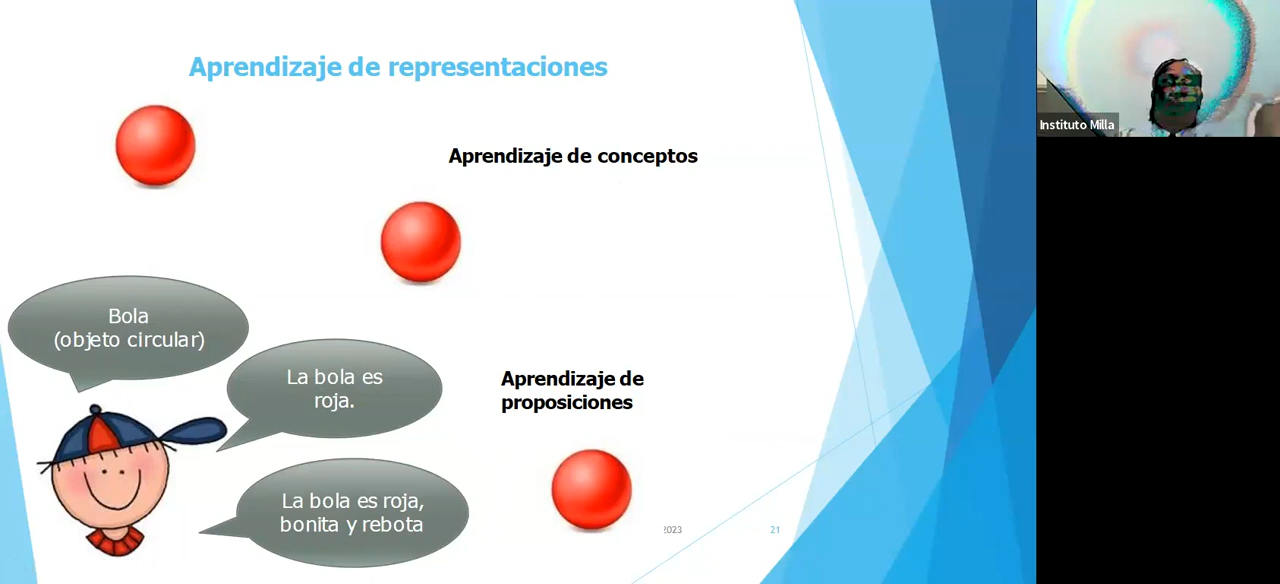 Aprendizaje de representaciones
Aprendizaje de conceptos
Bola
(objeto circular)
La bola es
roja.
Aprendizaje de
proposiciones
La bola es roja,
bonita y rebota
2023
21
Instituto Milla